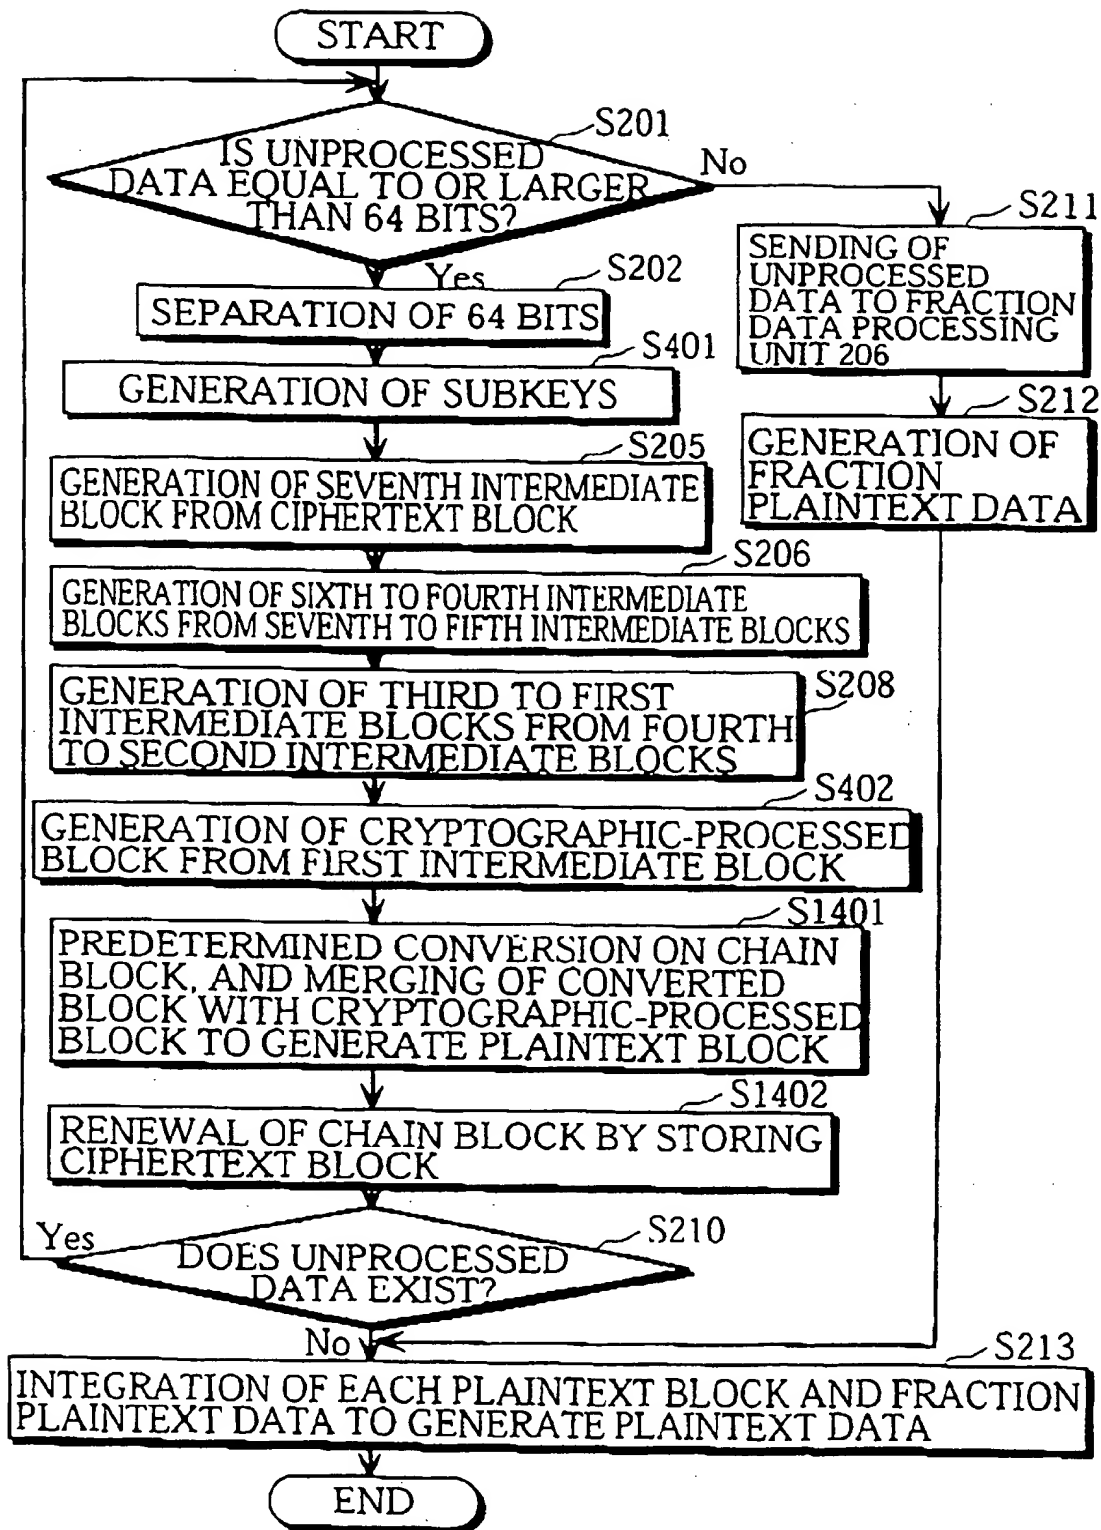 START
S201
IS UNPROCESSED
DATA EQUAL TO OR LARGER
THAN 64 BITS?
No
Yes
S202
SEPARATION OF 64 BITS
S401
GENERATION OF SUBKEYS
S205
GENERATION OF SEVENTH INTERMEDIATE
BLOCK FROM CIPHERTEXT BLOCK
S206
GENERATION OF SIXTH TO FOURTH INTERMEDIATE
BLOCKS FROM SEVENTH TO FIFTH INTERMEDIATE BLOCKS
S208
GENERATION OF THIRD TO FIRST
INTERMEDIATE BLOCKS FROM FOURTH
TO SECOND INTERMEDIATE BLOCKS
S402
GENERATION OF CRYPTOGRAPHIC-PROCESSED
BLOCK FROM FIRST INTERMEDIATE BLOCK
S1401
PREDETERMINED CONVERSION ON CHAIN
BLOCK, AND MERGING OF CONVERTED
BLOCK WITH CRYPTOGRAPHIC-PROCESSED
BLOCK TO GENERATE PLAINTEXT BLOCK
S1402
RENEWAL OF CHAIN BLOCK BY STORING
CIPHERTEXT BLOCK
S210
Yes
DOES UNPROCESSED
DATA EXIST?
No
S211
SENDING OF
UNPROCESSED
DATA TO FRACTION
DATA PROCESSING
UNIT 206
S212
GENERATION OF
FRACTION
PLAINTEXT DATA
S213
INTEGRATION OF EACH PLAINTEXT BLOCK AND FRACTION
PLAINTEXT DATA TO GENERATE PLAINTEXT DATA
END